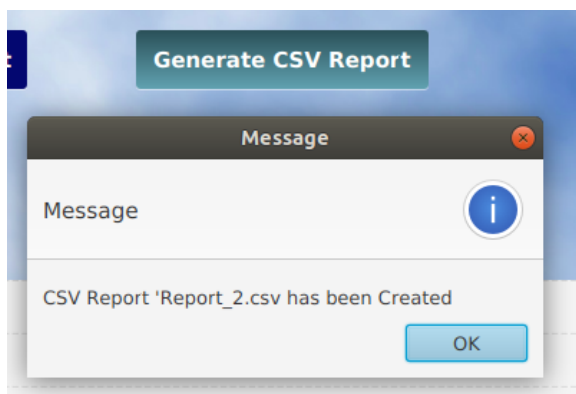 t
Generate CSV Report
Message
Message
i
CSV Report 'Report_2.csv has been Created
OK